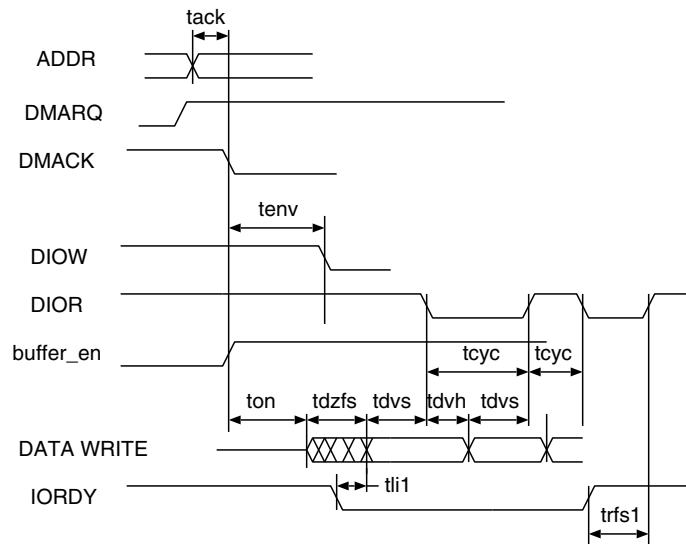 tack
ADDR
DMARQ
DMACK
tenv
DIOW
DIOR
buffer_en
tcyc tcyc
ton tdzfs tdvs tdvh tdvs
DATA WRITE
tli1
IORDY
trfs1